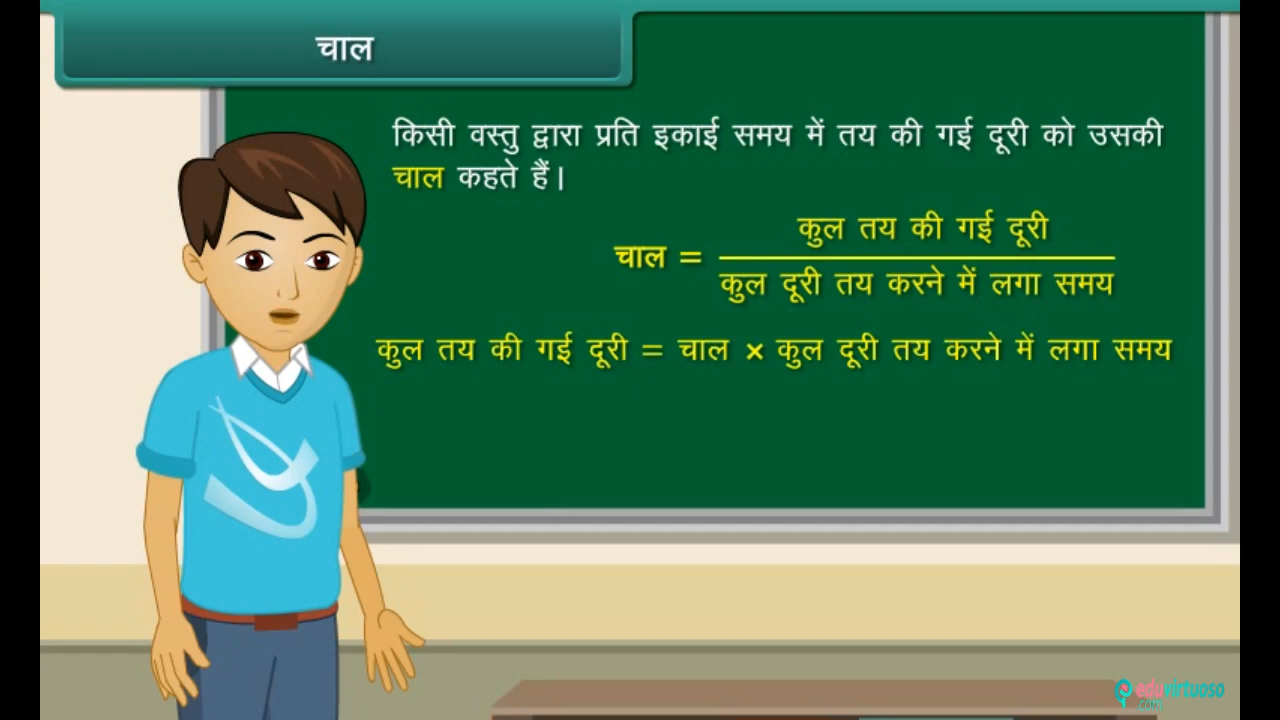 चाल
किसी वस्तु द्वारा प्रति इकाई समय में तय की गई दूरी को उसकी
चाल कहते हैं।
चाल = कुल तय की गई दूरी
कुल दूरी तय करने में लगा समय
कुल तय की गई दूरी = चाल × कुल दूरी तय करने में लगा समय
eduvirtuoso
.com